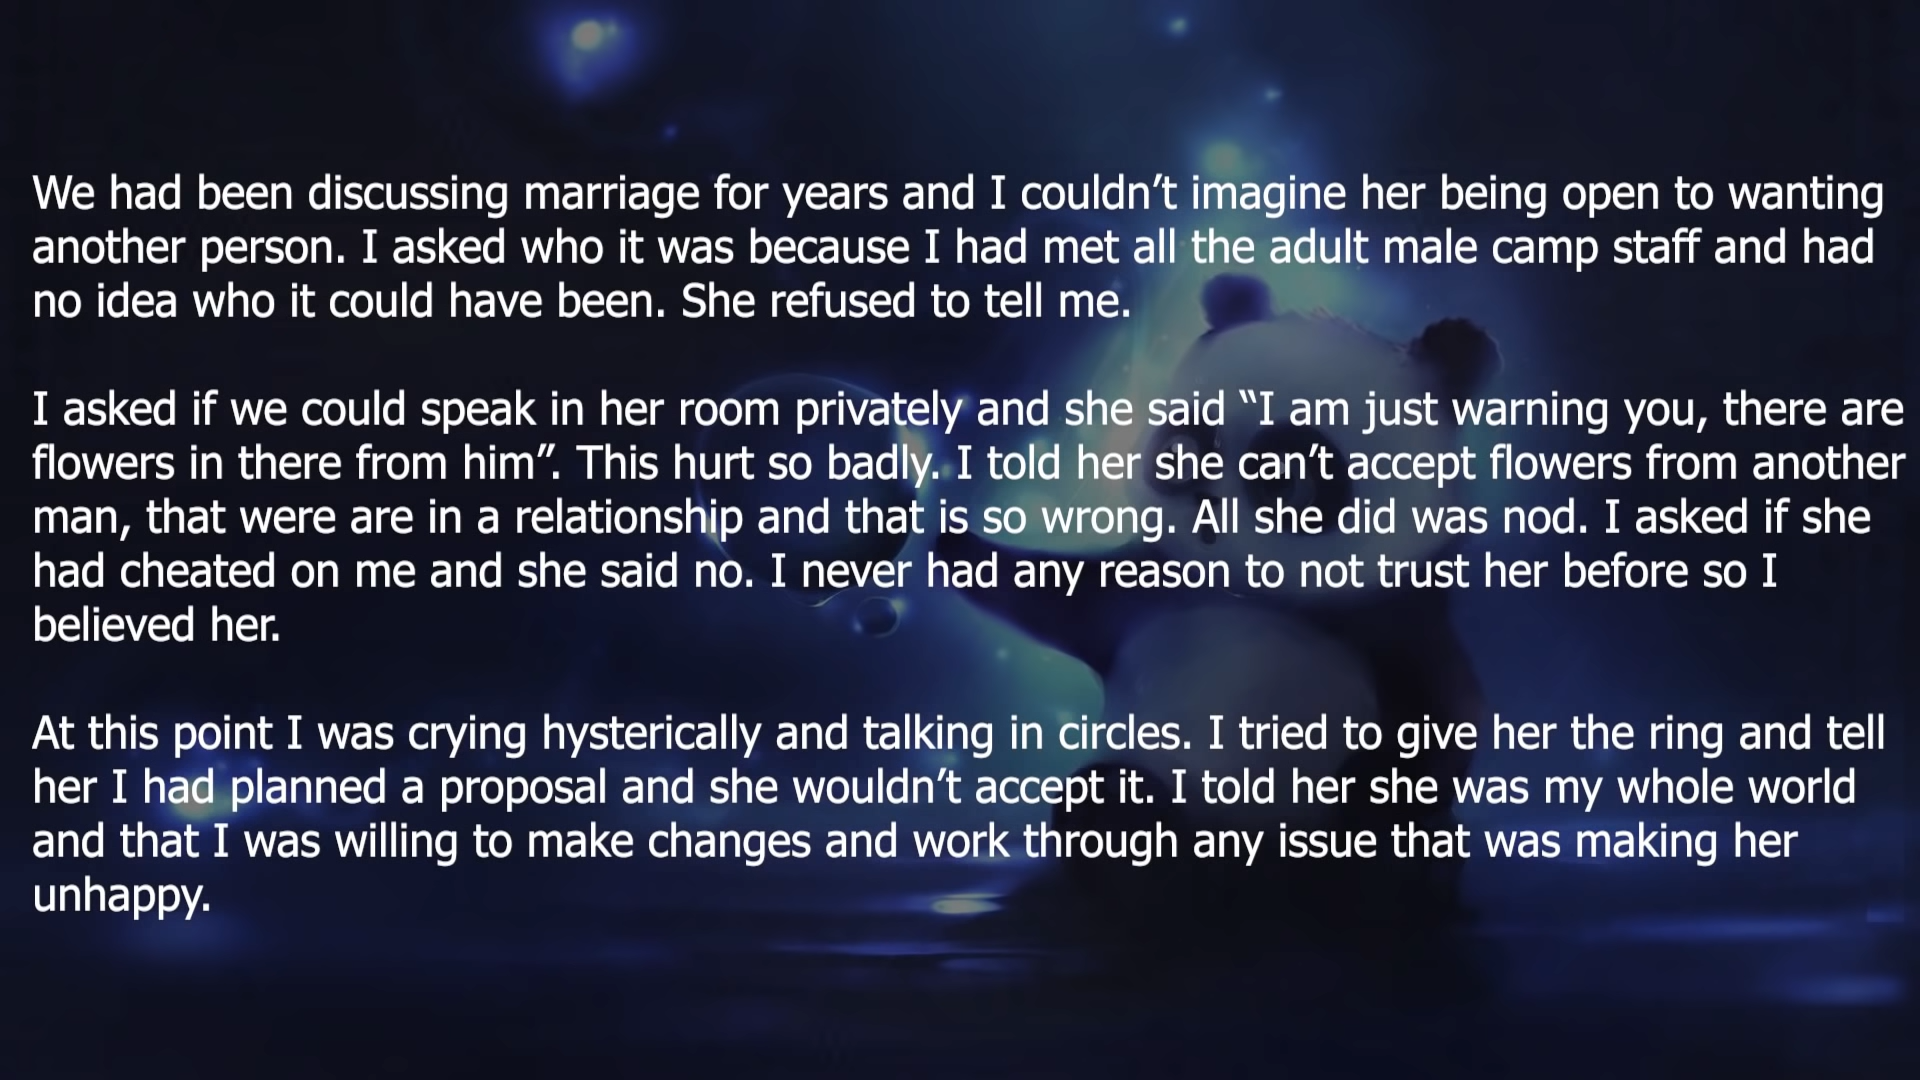 We had been discussing marriage for years and I couldn’t imagine her being open to wanting
another person. I asked who it was because I had met all the adult male camp staff and had
no idea who it could have been. She refused to tell me.
I asked if we could speak in her room privately and she said “I am just warning you, there are
flowers in there from him”. This hurt so badly. I told her she can’t accept flowers from another
man, that were are in a relationship and that is so wrong. All she did was nod. I asked if she
had cheated on me and she said no. I never had any reason to not trust her before so I
believed her.
At this point I was crying hysterically and talking in circles. I tried to give her the ring and tell
her I had planned a proposal and she wouldn’t accept it. I told her she was my whole world
and that I was willing to make changes and work through any issue that was making her
unhappy.